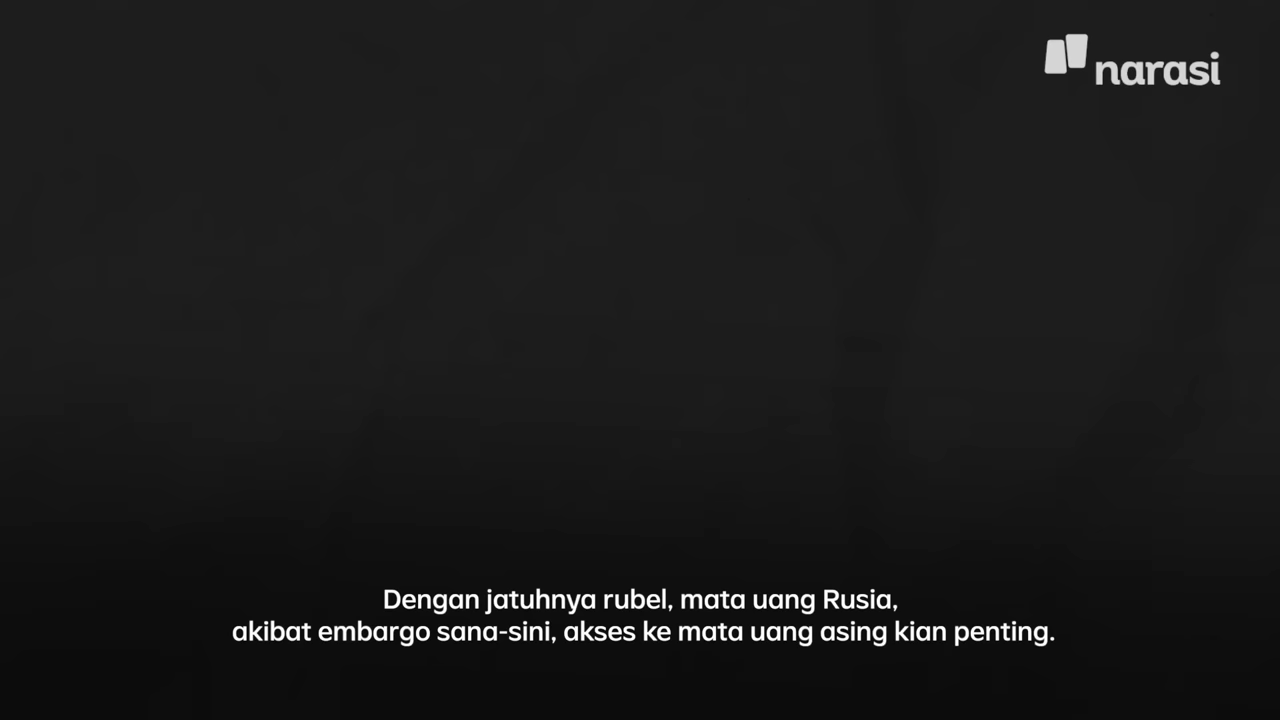 narasi
Dengan jatuhnya rubel, mata uang Rusia,
akibat embargo sana-sini, akses ke mata uang asing kian penting.